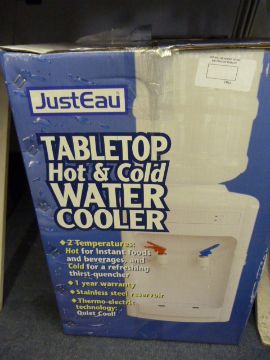 JustEau
TABLETOP
Hot & Cold
WATER
COOLER
2 Temperatures:
Hot for instant foods
and beverages, and
Cold for a refreshing
thirst-quencher
1 year warranty
Stainless steel reservoir
Thermo-electric
technology:
Quiet Cool!